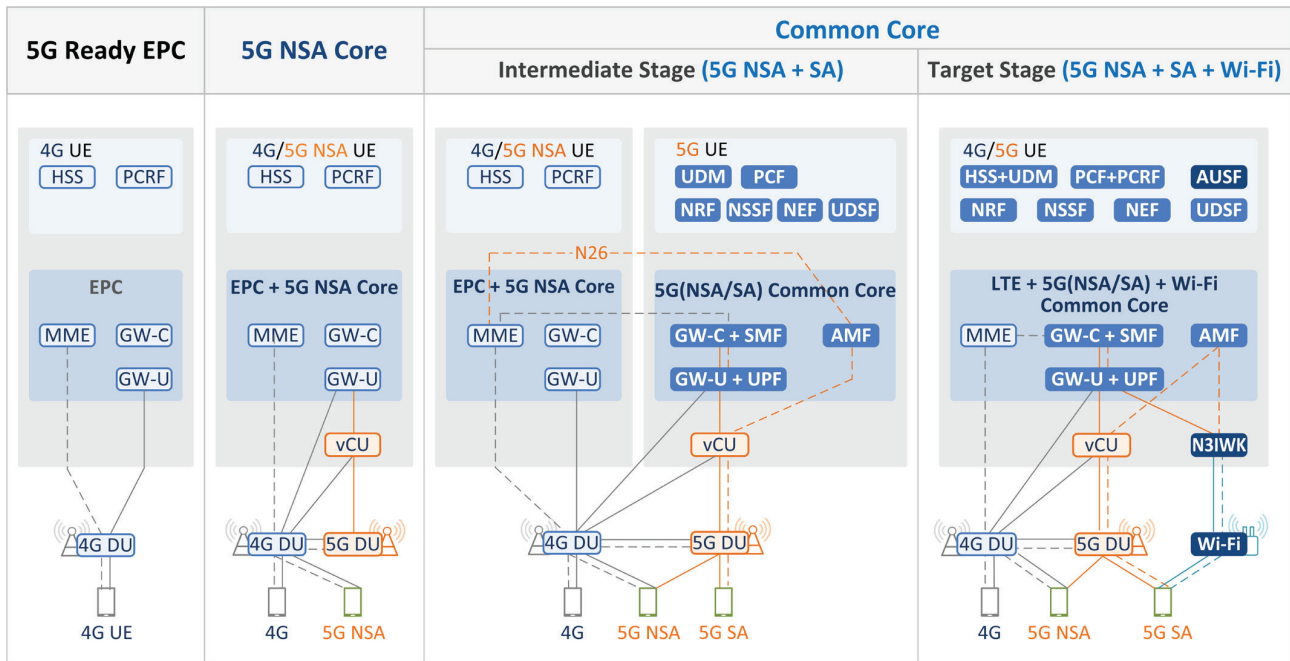 5G Ready EPC
5G NSA Core
Common Core
Intermediate Stage (5G NSA + SA)
Target Stage (5G NSA + SA + Wi-Fi)
4G UE
HSS
PCRF
EPC
MME
GW-C
GW-U
4G DU
4G UE
4G/5G NSA UE
HSS
PCRF
EPC + 5G NSA Core
MME
GW-C
GW-U
vCU
4G DU
5G DU
4G
5G NSA
4G/5G NSA UE
HSS
PCRF
N26
EPC + 5G NSA Core
MME
GW-C
GW-U
5G UE
UDM
PCF
NRF
NSSF
NEF
UDSF
5G(NSA/SA) Common Core
GW-C + SMF
AMF
GW-U + UPF
vCU
4G DU
5G DU
4G
5G NSA
5G SA
4G/5G UE
HSS+UDM
PCF+PCRF
AUSF
NRF
NSSF
NEF
UDSF
LTE + 5G(NSA/SA) + Wi-Fi
Common Core
MME
GW-C + SMF
AMF
GW-U + UPF
vCU
N3IWK
4G DU
5G DU
Wi-Fi
4G
5G NSA
5G SA